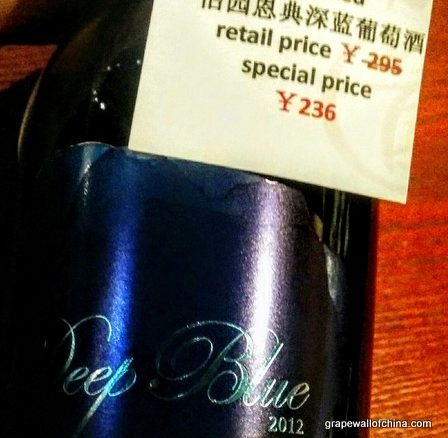 恩典深蓝葡萄酒
retail price ￥295
special price
￥236
Deep Blue
2012
grapewallofchina.com